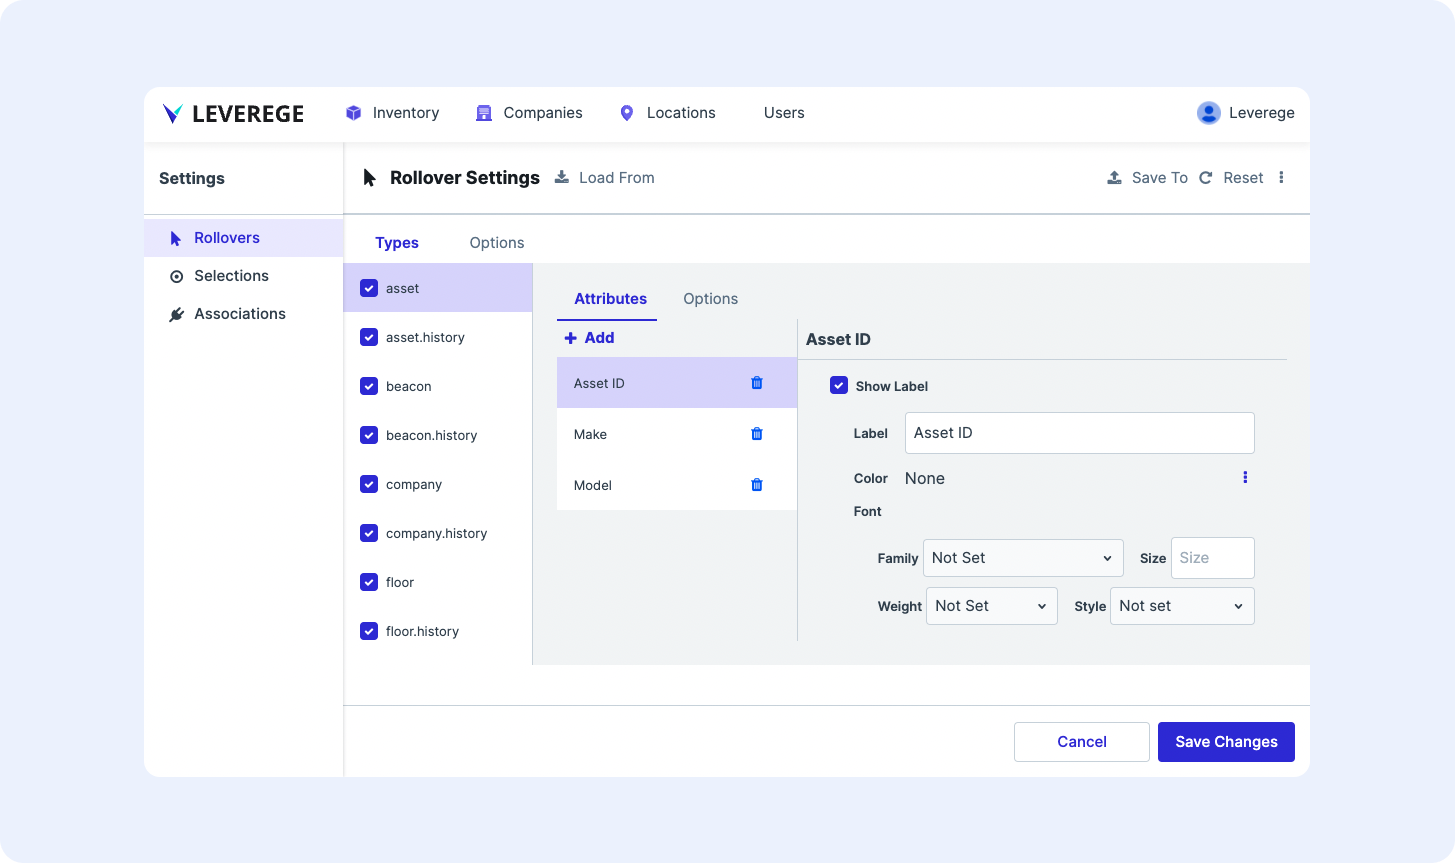 LEVEREGE Inventory Companies Locations Users Leverege
Settings
Rollovers
Selections
Associations
Rollover Settings Load From Save To Reset
Types Options
asset
asset.history
beacon
beacon.history
company
company.history
floor
floor.history
Attributes Options
Add
Asset ID
Make
Model
Asset ID
Show Label
Label Asset ID
Color None
Font
Family Not Set Size Size
Weight Not Set Style Not set
Cancel Save Changes